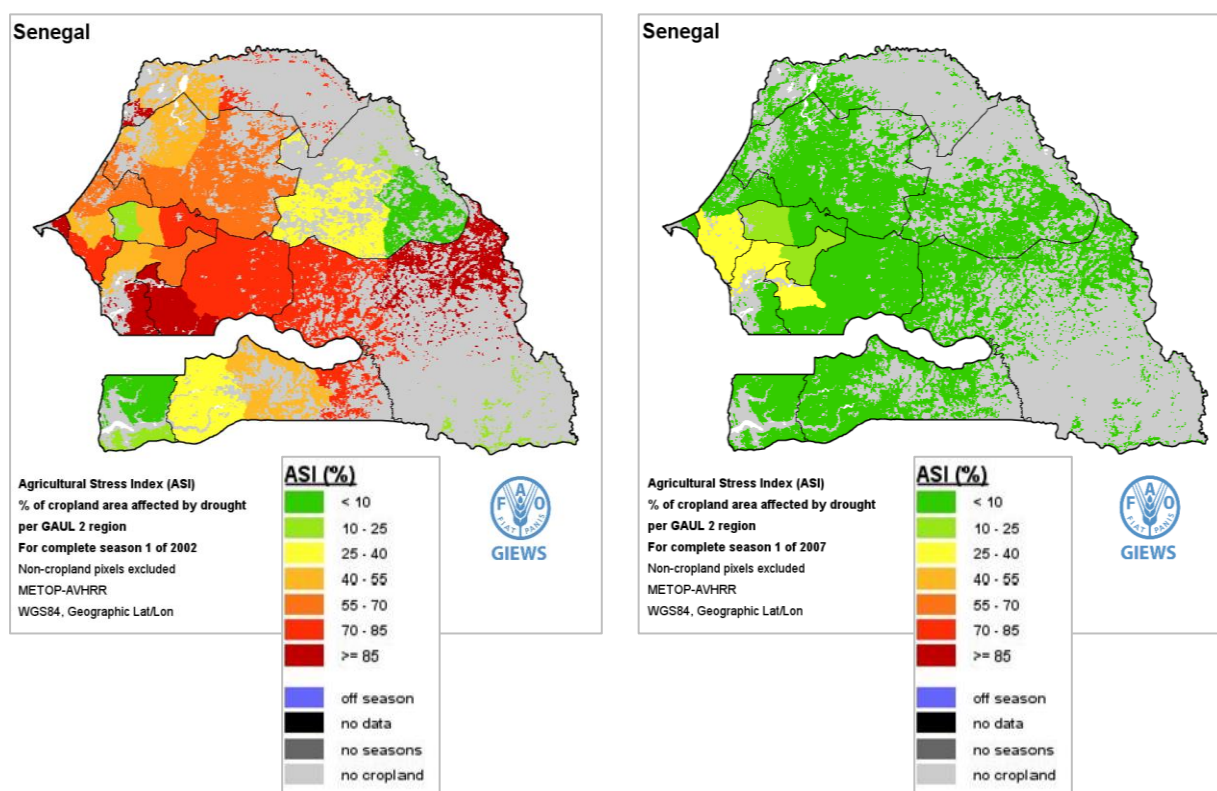 Senegal
Agricultural Stress Index (ASI)
% of cropland area affected by drought
per GAUL 2 region
For complete season 1 of 2002
Non-cropland pixels excluded
METOP-AVHRR
WGS84, Geographic Lat/Lon
ASI (%)
< 10
10 - 25
25 - 40
40 - 55
55 - 70
70 - 85
>= 85
off season
no data
no seasons
no cropland
F A O
FIAT PANIS
GIEWS
Senegal
Agricultural Stress Index (ASI)
% of cropland area affected by drought
per GAUL 2 region
For complete season 1 of 2007
Non-cropland pixels excluded
METOP-AVHRR
WGS84, Geographic Lat/Lon
ASI (%)
< 10
10 - 25
25 - 40
40 - 55
55 - 70
70 - 85
>= 85
off season
no data
no seasons
no cropland
F A O
FIAT PANIS
GIEWS